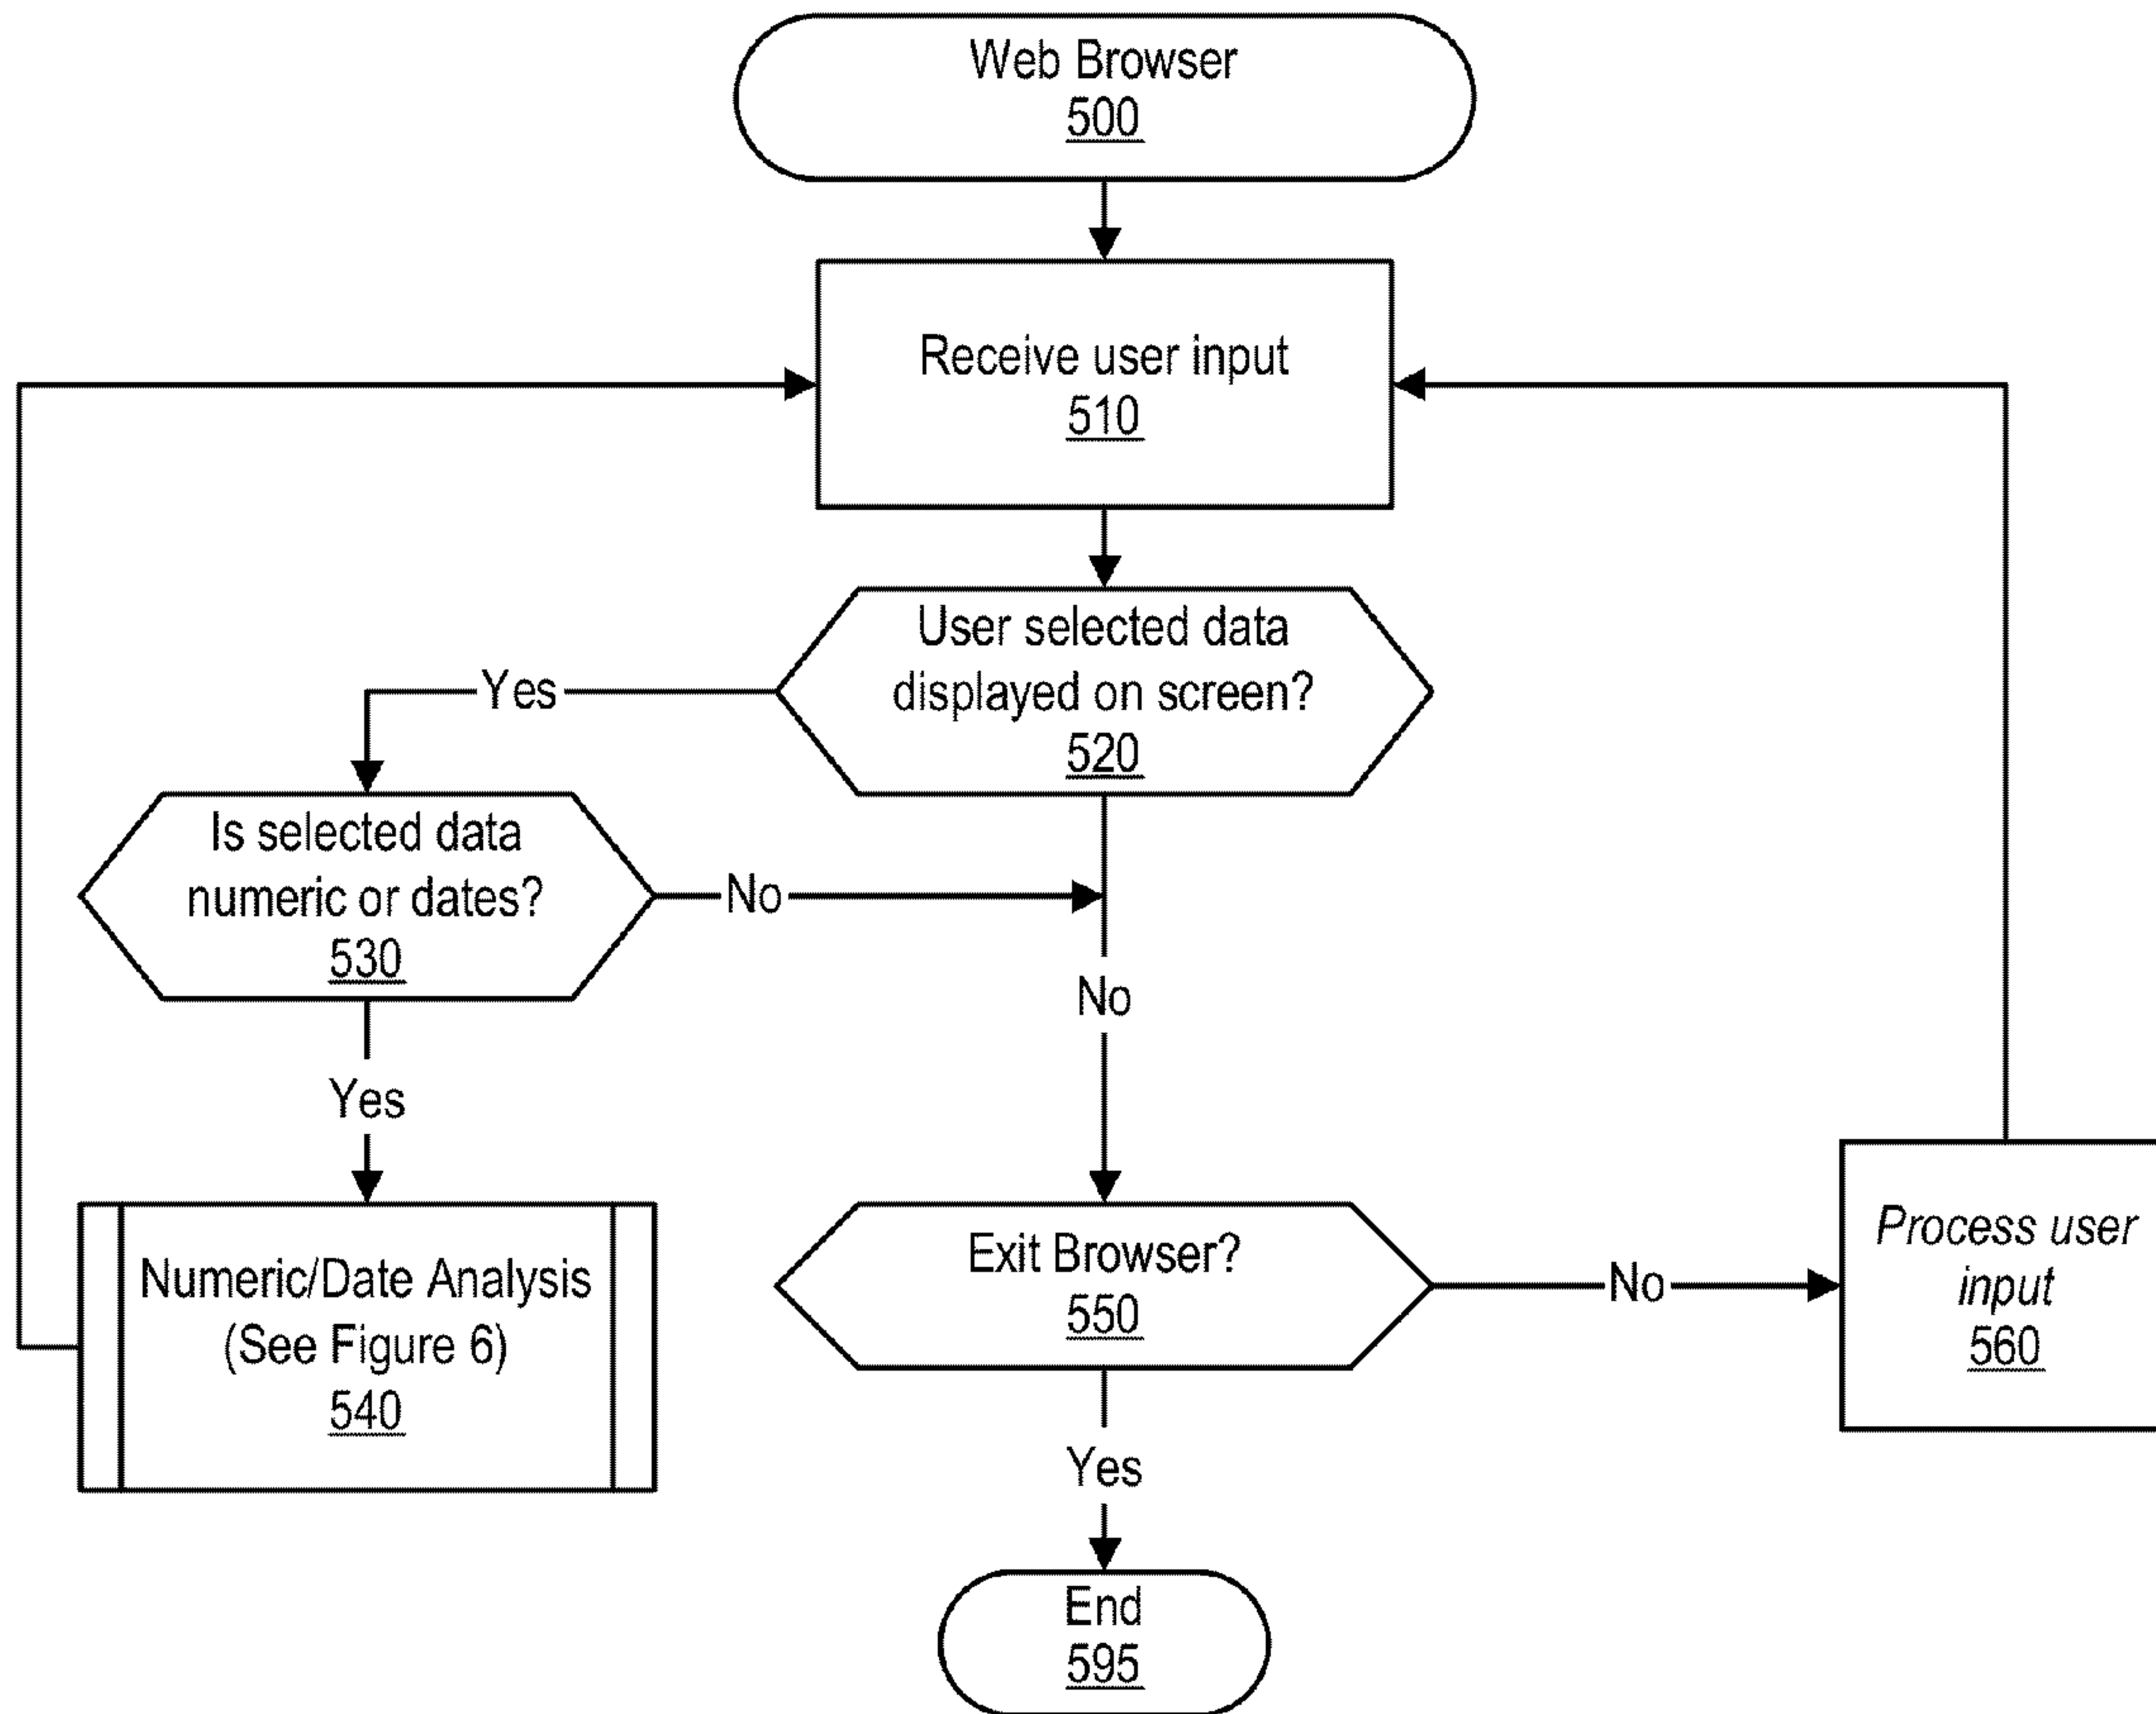 Web Browser
500
Receive user input
510
User selected data
displayed on screen?
520
Yes
Is selected data
numeric or dates?
530
No
No
Yes
Numeric/Date Analysis
(See Figure 6)
540
Exit Browser?
550
No
Process user
input
560
Yes
End
595